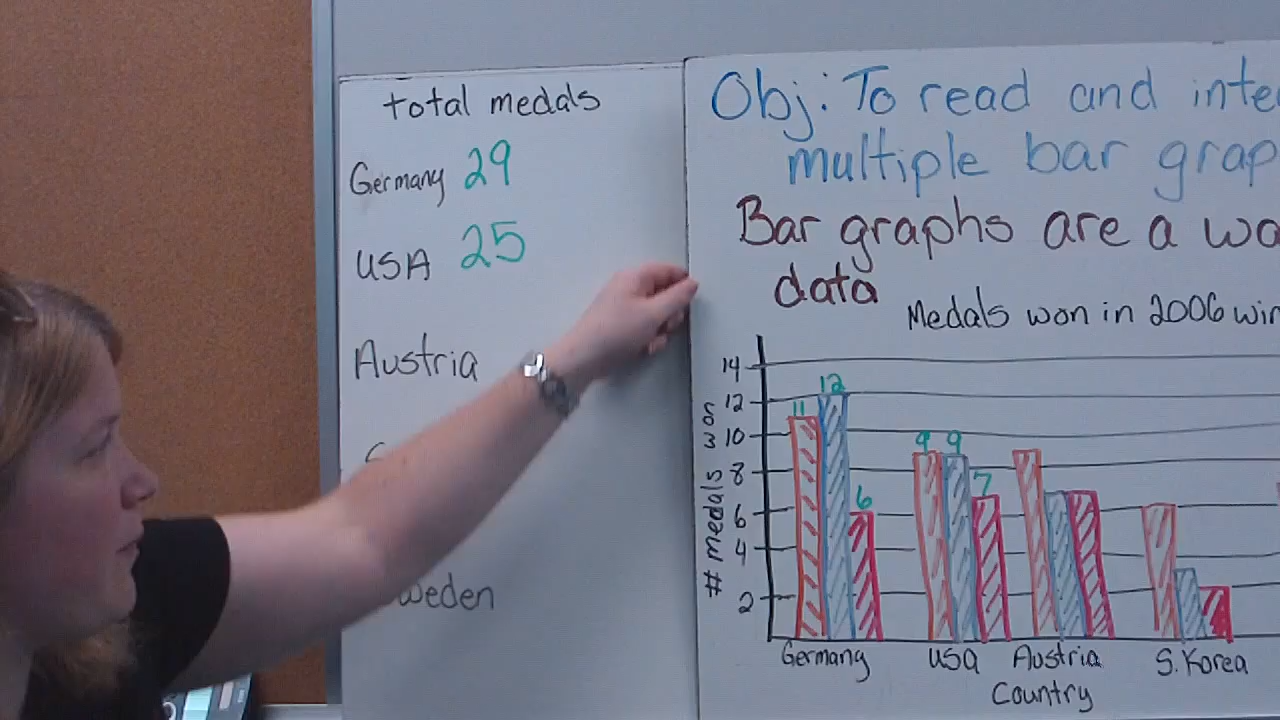 total medals
Germany 29
USA 25
Austria
Sweden
Obj: To read and inte
multiple bar grap
Bar graphs are a wa
data
Medals won in 2006 win
# medals won
14
12
10
8
6
4
2
11 12 6
9 9 7
Germany USA Austria S. Korea
Country